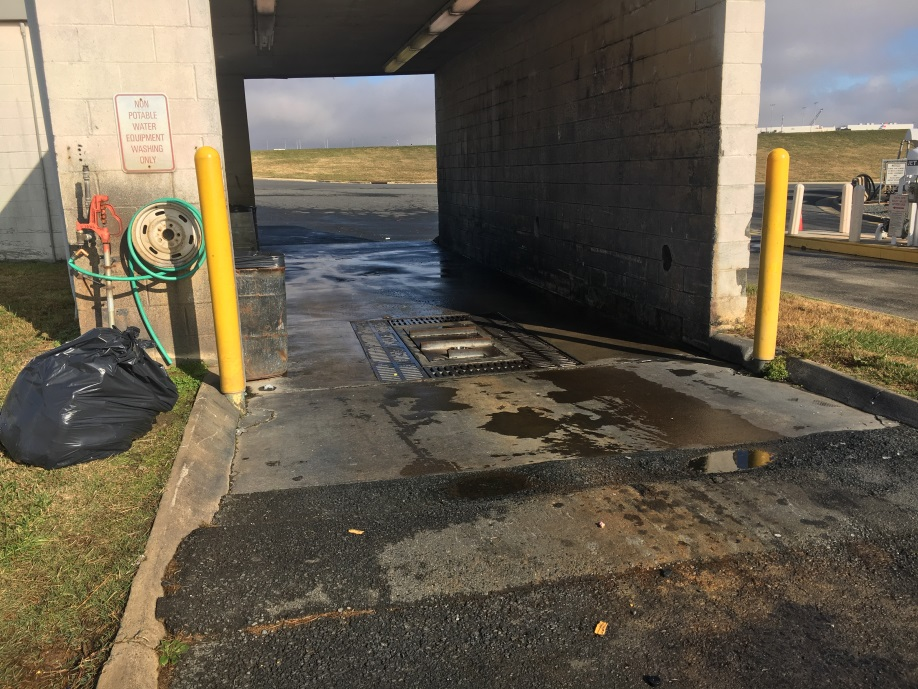 NON
POTABLE
WATER
EQUIPMENT
WASHING
ONLY